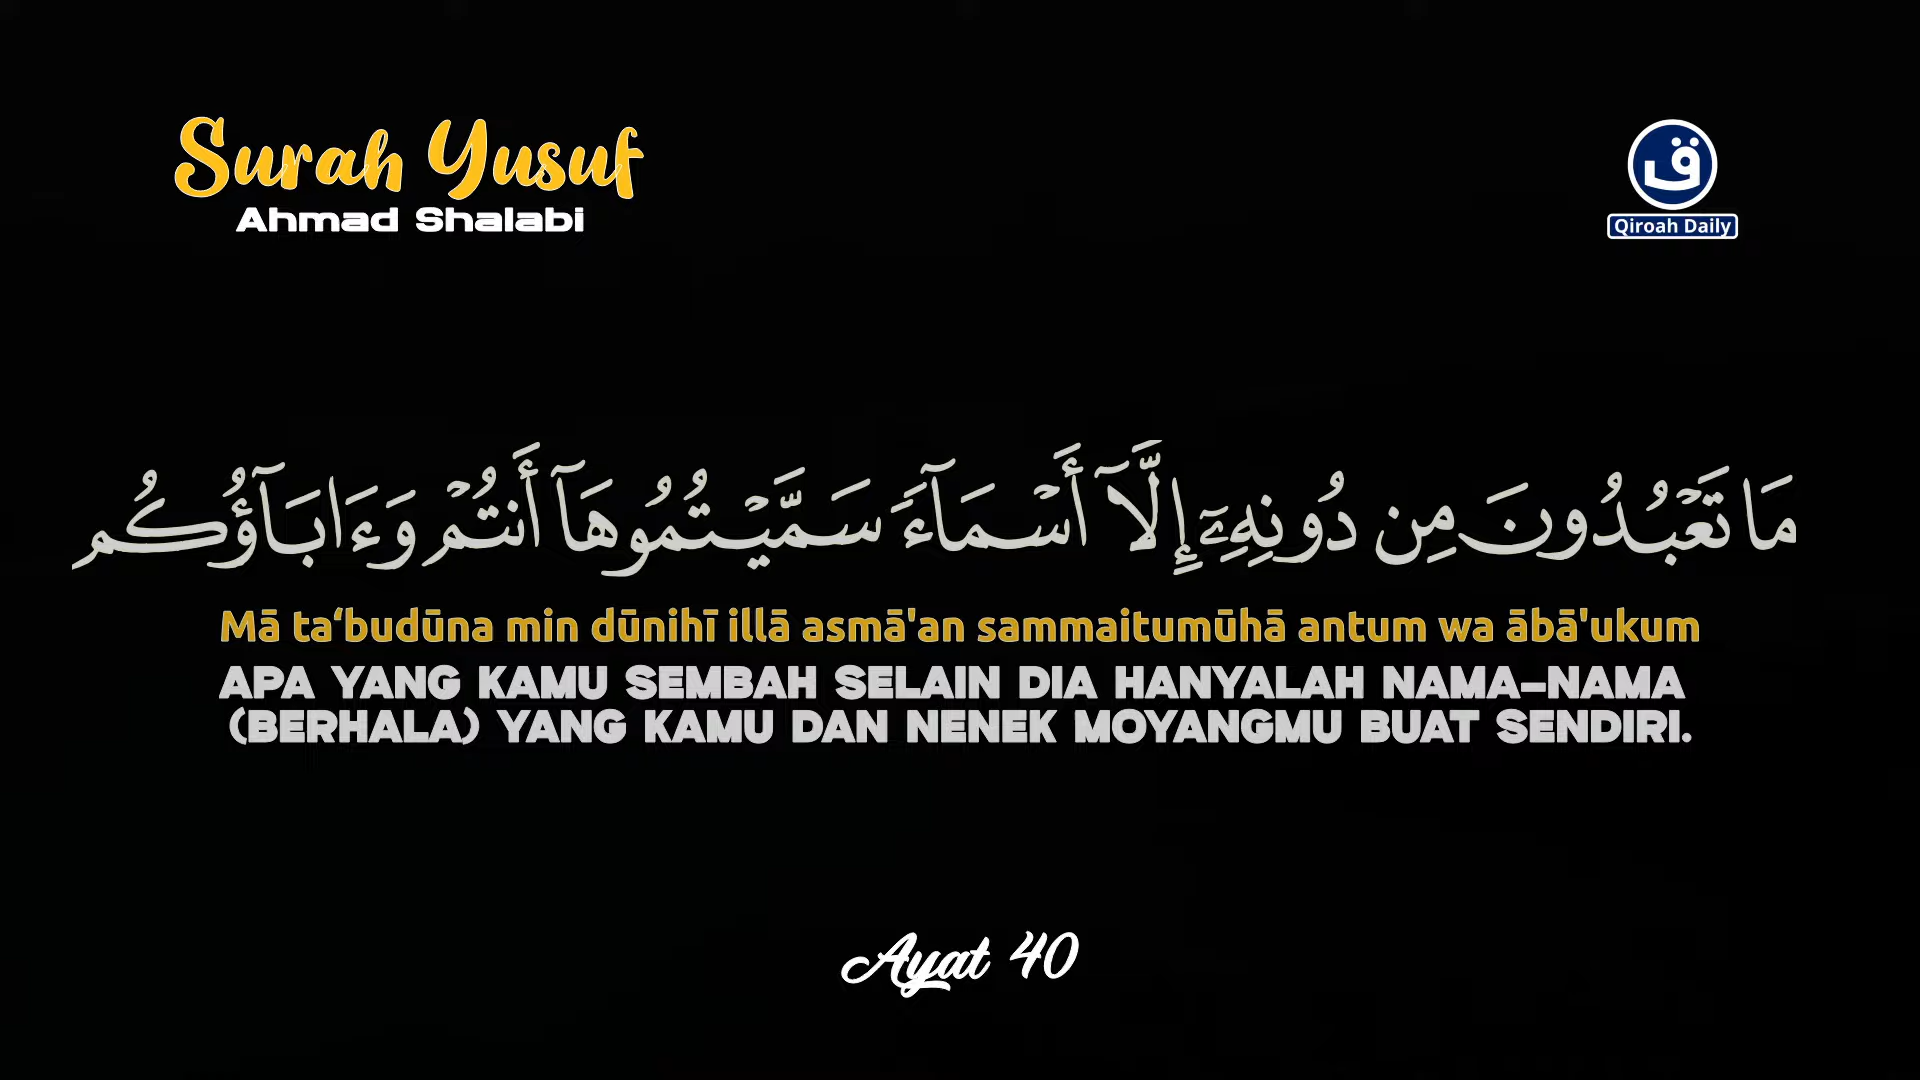 Surah Yusuf
Ahmad Shalabi
ق
Qiroah Daily
مَا تَعۡبُدُونَ مِن دُونِهِۦٓ إِلَّآ أَسۡمَآءٗ سَمَّيۡتُمُوهَآ أَنتُمۡ وَءَابَآؤُكُم
Mā ta‘budūna min dūnihī illā asmā'an sammaitumūhā antum wa ābā'ukum
APA YANG KAMU SEMBAH SELAIN DIA HANYALAH NAMA-NAMA
(BERHALA) YANG KAMU DAN NENEK MOYANGMU BUAT SENDIRI.
Ayat 40